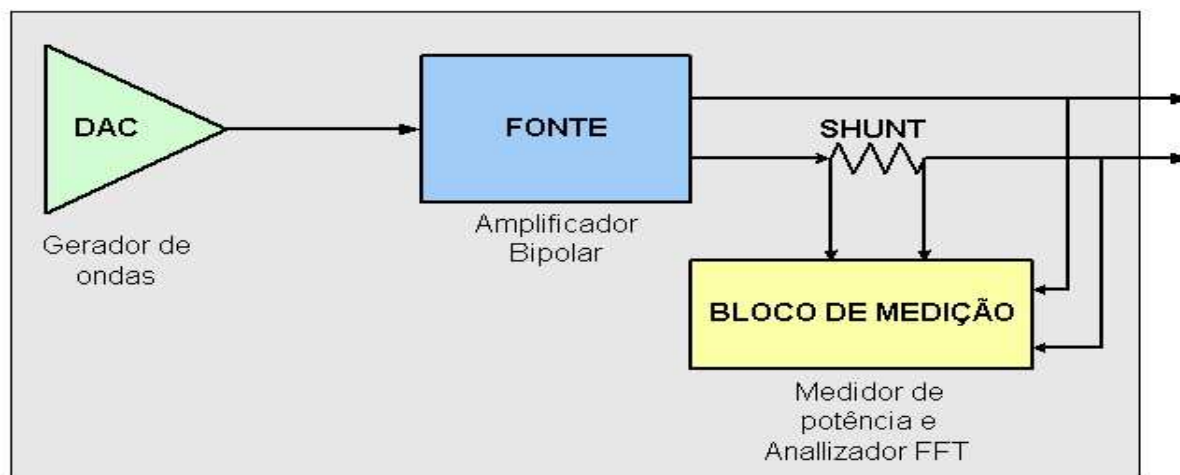 DAC
Gerador de
ondas
FONTE
Amplificador
Bipolar
SHUNT
BLOCO DE MEDIÇÃO
Medidor de
potência e
Anallizador FFT